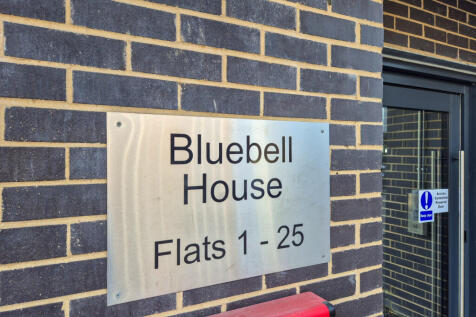 Bluebell
House
Flats 1 - 25